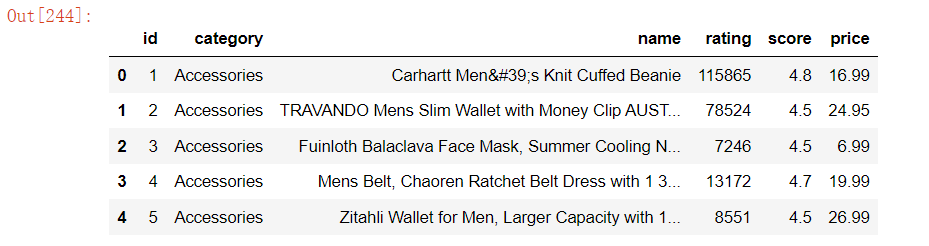 Out[244]:
id category name rating score price
0 1 Accessories Carhartt Men&#39;s Knit Cuffed Beanie 115865 4.8 16.99
1 2 Accessories TRAVANDO Mens Slim Wallet with Money Clip AUST... 78524 4.5 24.95
2 3 Accessories Fuinloth Balaclava Face Mask, Summer Cooling N... 7246 4.5 6.99
3 4 Accessories Mens Belt, Chaoren Ratchet Belt Dress with 1 3... 13172 4.7 19.99
4 5 Accessories Zitahli Wallet for Men, Larger Capacity with 1... 8551 4.5 26.99